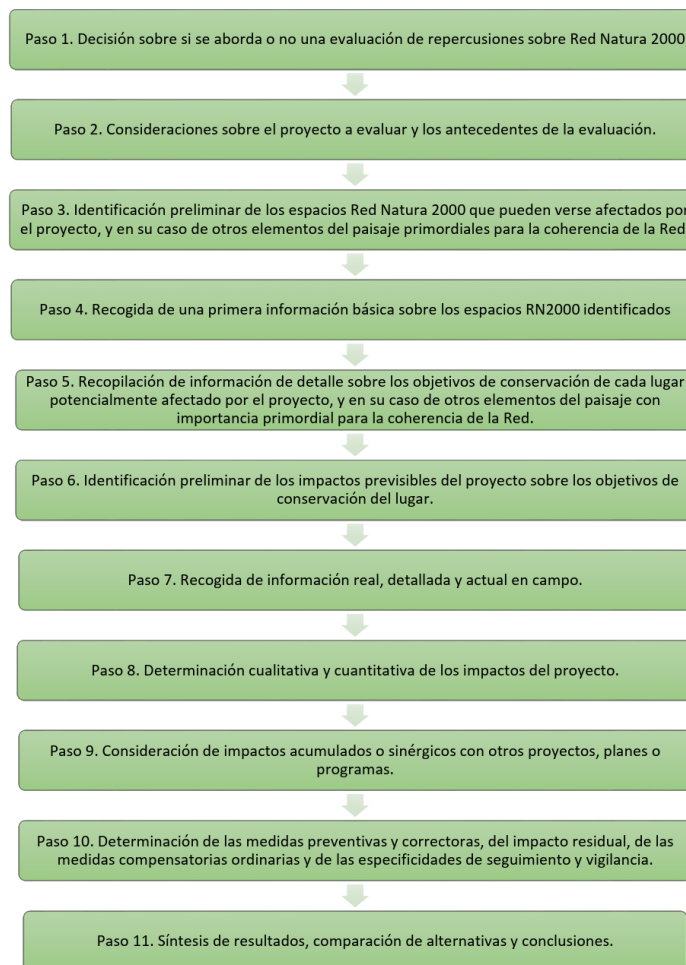 Paso 1. Decisión sobre si se aborda o no una evaluación de repercusiones sobre Red Natura 2000
Paso 2. Consideraciones sobre el proyecto a evaluar y los antecedentes de la evaluación.
Paso 3. Identificación preliminar de los espacios Red Natura 2000 que pueden verse afectados por
el proyecto, y en su caso de otros elementos del paisaje primordiales para la coherencia de la Red
Paso 4. Recogida de una primera información básica sobre los espacios RN2000 identificados
Paso 5. Recopilación de información de detalle sobre los objetivos de conservación de cada lugar
potencialmente afectado por el proyecto, y en su caso de otros elementos del paisaje con
importancia primordial para la coherencia de la Red.
Paso 6. Identificación preliminar de los impactos previsibles del proyecto sobre los objetivos de
conservación del lugar.
Paso 7. Recogida de información real, detallada y actual en campo.
Paso 8. Determinación cualitativa y cuantitativa de los impactos del proyecto.
Paso 9. Consideración de impactos acumulados o sinérgicos con otros proyectos, planes o
programas.
Paso 10. Determinación de las medidas preventivas y correctoras, del impacto residual, de las
medidas compensatorias ordinarias y de las especificidades de seguimiento y vigilancia.
Paso 11. Síntesis de resultados, comparación de alternativas y conclusiones.